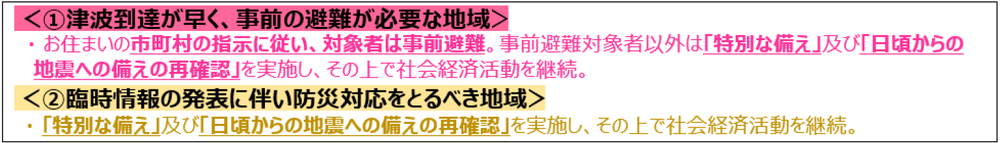 ＜①津波到達が早く、事前の避難が必要な地域＞
・お住まいの市町村の指示に従い、対象者は事前避難。事前避難対象者以外は「特別な備え」及び「日頃からの
地震への備えの再確認」を実施し、その上で社会経済活動を継続。
＜②臨時情報の発表に伴い防災対応をとるべき地域＞
・「特別な備え」及び「日頃からの地震への備えの再確認」を実施し、その上で社会経済活動を継続。